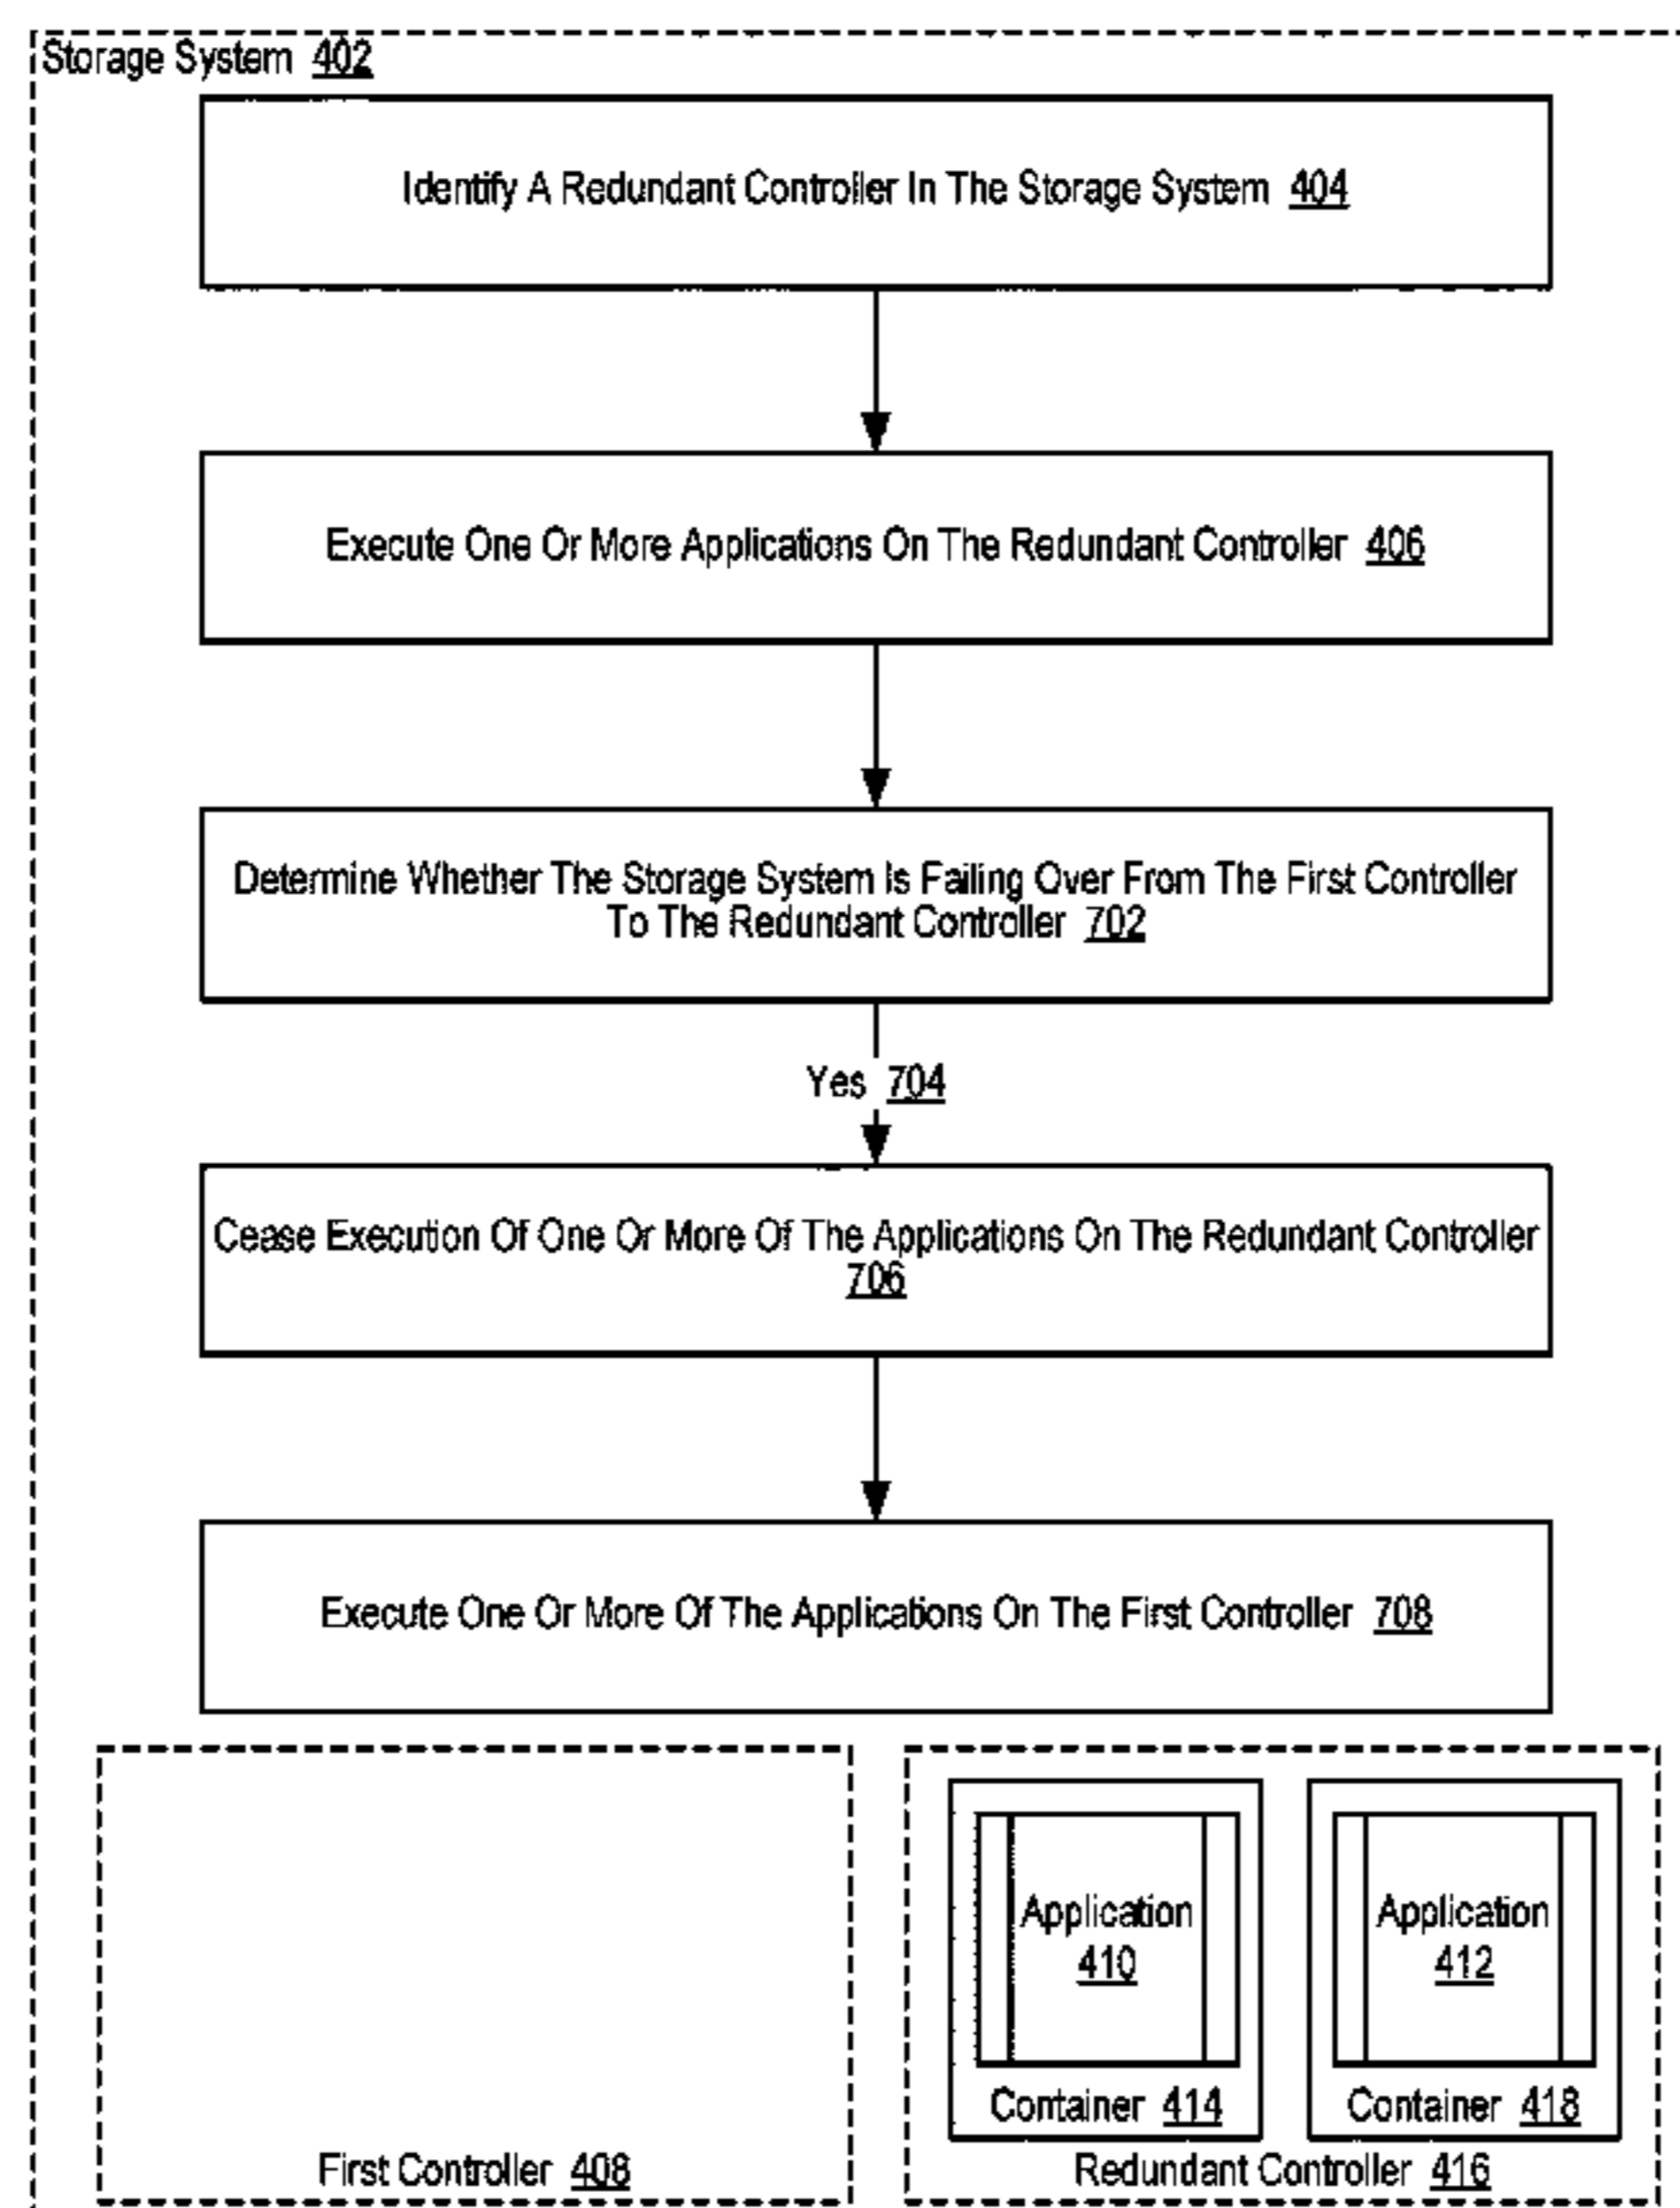 Storage System 402
Identify A Redundant Controller In The Storage System 404
Execute One Or More Applications On The Redundant Controller 406
Determine Whether The Storage System Is Failing Over From The First Controller
To The Redundant Controller 702
Yes 704
Cease Execution Of One Or More Of The Applications On The Redundant Controller
706
Execute One Or More Of The Applications On The First Controller 708
Application
410
Container 414
Application
412
Container 418
First Controller 408
Redundant Controller 416